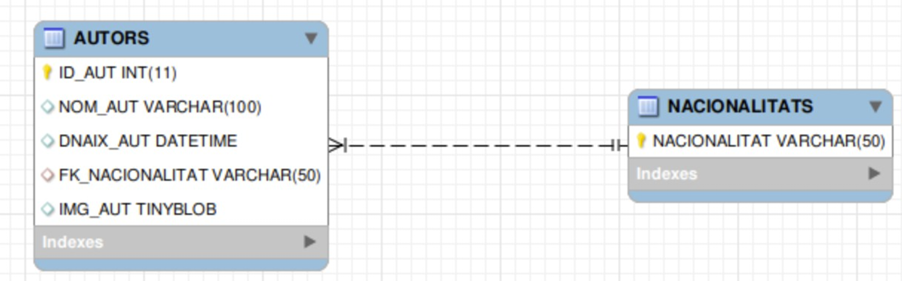 AUTORS
ID_AUT INT(11)
NOM_AUT VARCHAR(100)
DNAIX_AUT DATETIME
FK_NACIONALITAT VARCHAR(50)
IMG_AUT TINYBLOB
Indexes
NACIONALITATS
NACIONALITAT VARCHAR(50)
Indexes